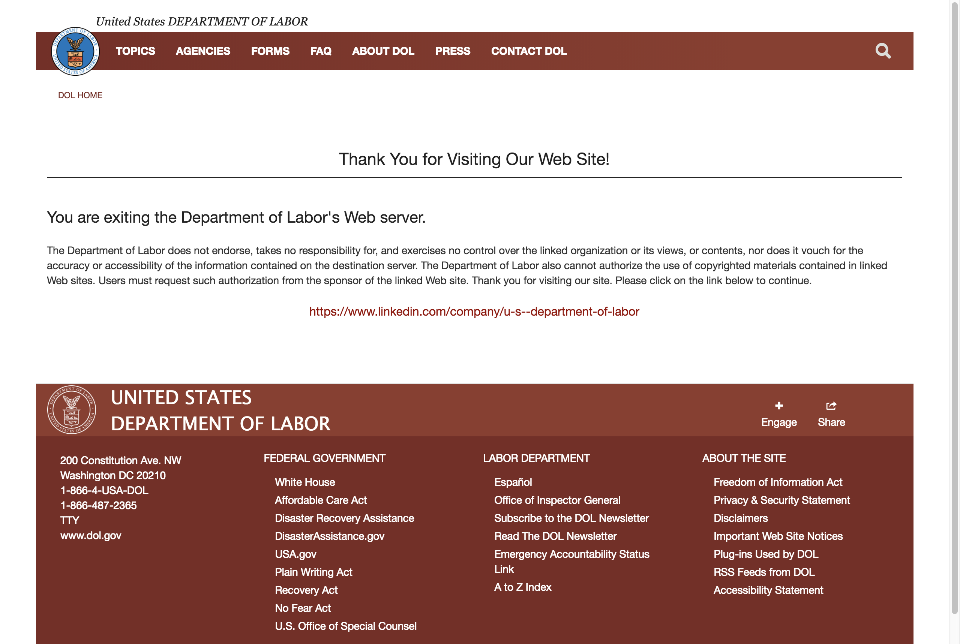 United States DEPARTMENT OF LABOR
TOPICS AGENCIES FORMS FAQ ABOUT DOL PRESS CONTACT DOL
DOL HOME
Thank You for Visiting Our Web Site!
You are exiting the Department of Labor's Web server.
The Department of Labor does not endorse, takes no responsibility for, and exercises no control over the linked organization or its views, or contents, nor does it vouch for the
accuracy or accessibility of the information contained on the destination server. The Department of Labor also cannot authorize the use of copyrighted materials contained in linked
Web sites. Users must request such authorization from the sponsor of the linked Web site. Thank you for visiting our site. Please click on the link below to continue.
https://www.linkedin.com/company/u-s--department-of-labor
UNITED STATES
DEPARTMENT OF LABOR
Engage
Share
200 Constitution Ave. NW
Washington DC 20210
1-866-4-USA-DOL
1-866-487-2365
TTY
www.dol.gov
FEDERAL GOVERNMENT
White House
Affordable Care Act
Disaster Recovery Assistance
DisasterAssistance.gov
USA.gov
Plain Writing Act
Recovery Act
No Fear Act
U.S. Office of Special Counsel
LABOR DEPARTMENT
Español
Office of Inspector General
Subscribe to the DOL Newsletter
Read The DOL Newsletter
Emergency Accountability Status
Link
A to Z Index
ABOUT THE SITE
Freedom of Information Act
Privacy & Security Statement
Disclaimers
Important Web Site Notices
Plug-ins Used by DOL
RSS Feeds from DOL
Accessibility Statement